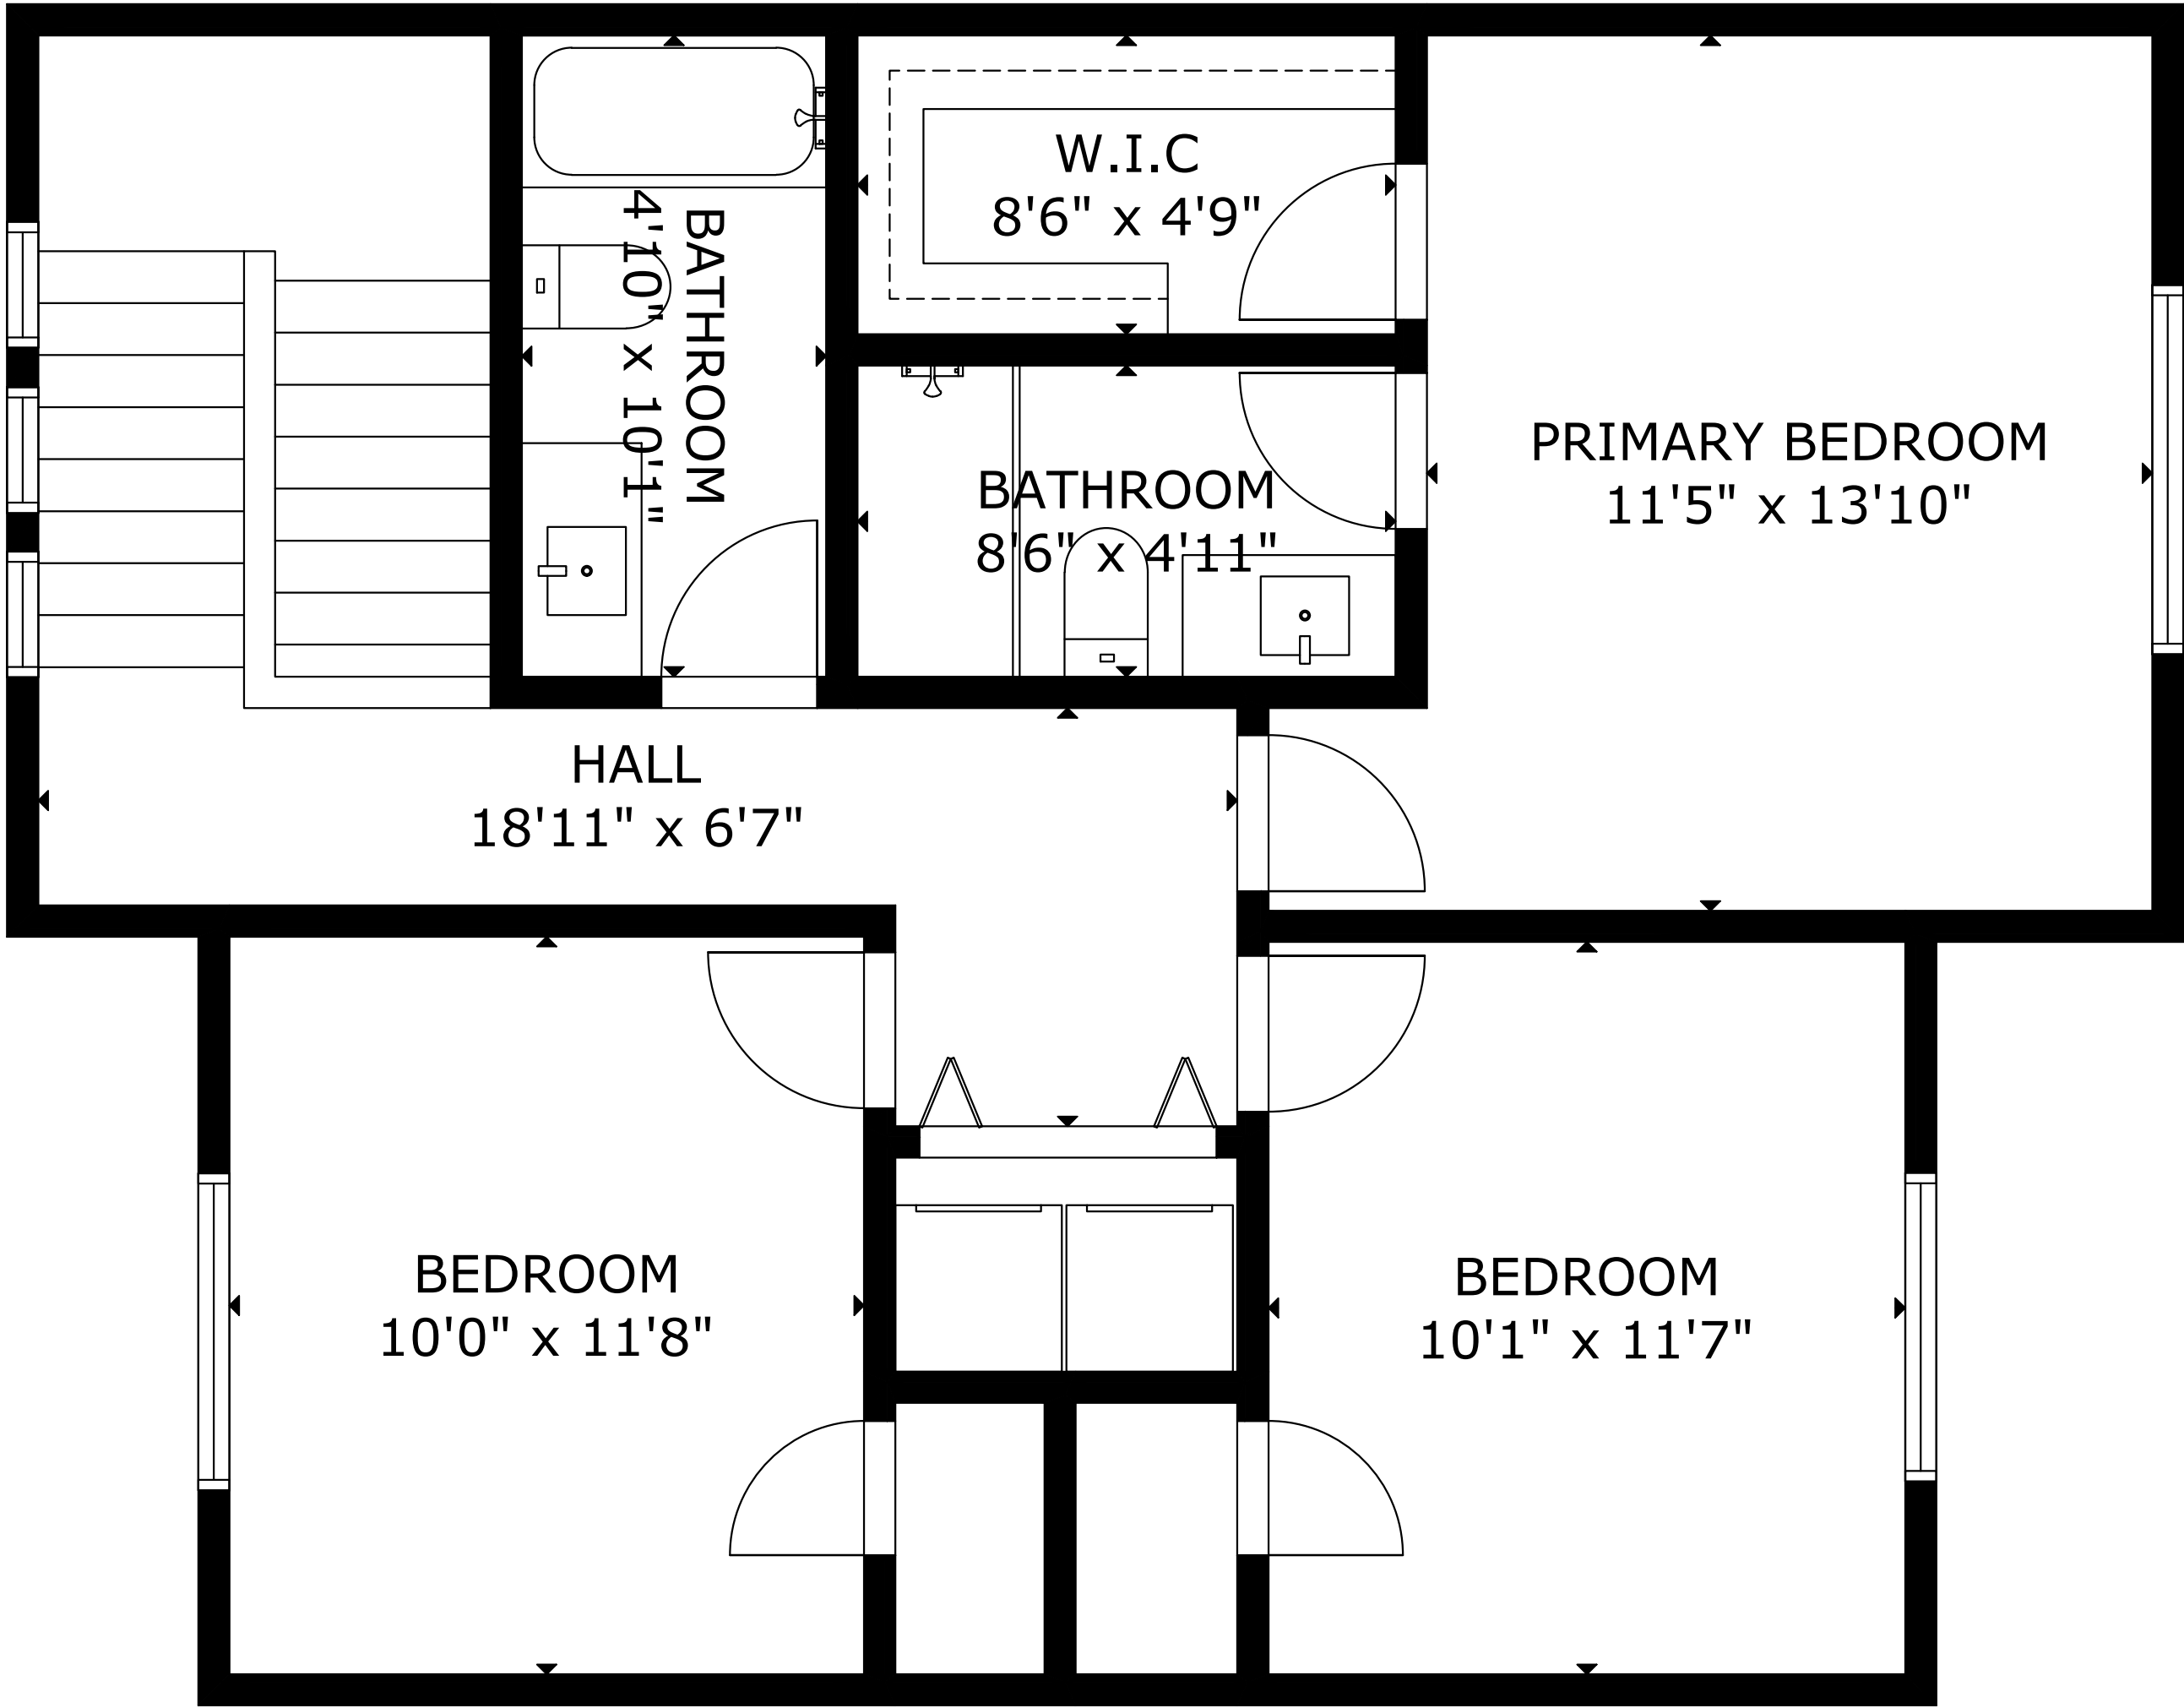 W.I.C
8'6" x 4'9"
BATHROOM
4'10" x 10'1"
PRIMARY BEDROOM
11'5" x 13'10"
BATHROOM
8'6" x 4'11"
HALL
18'11" x 6'7"
BEDROOM
10'0" x 11'8"
BEDROOM
10'1" x 11'7"